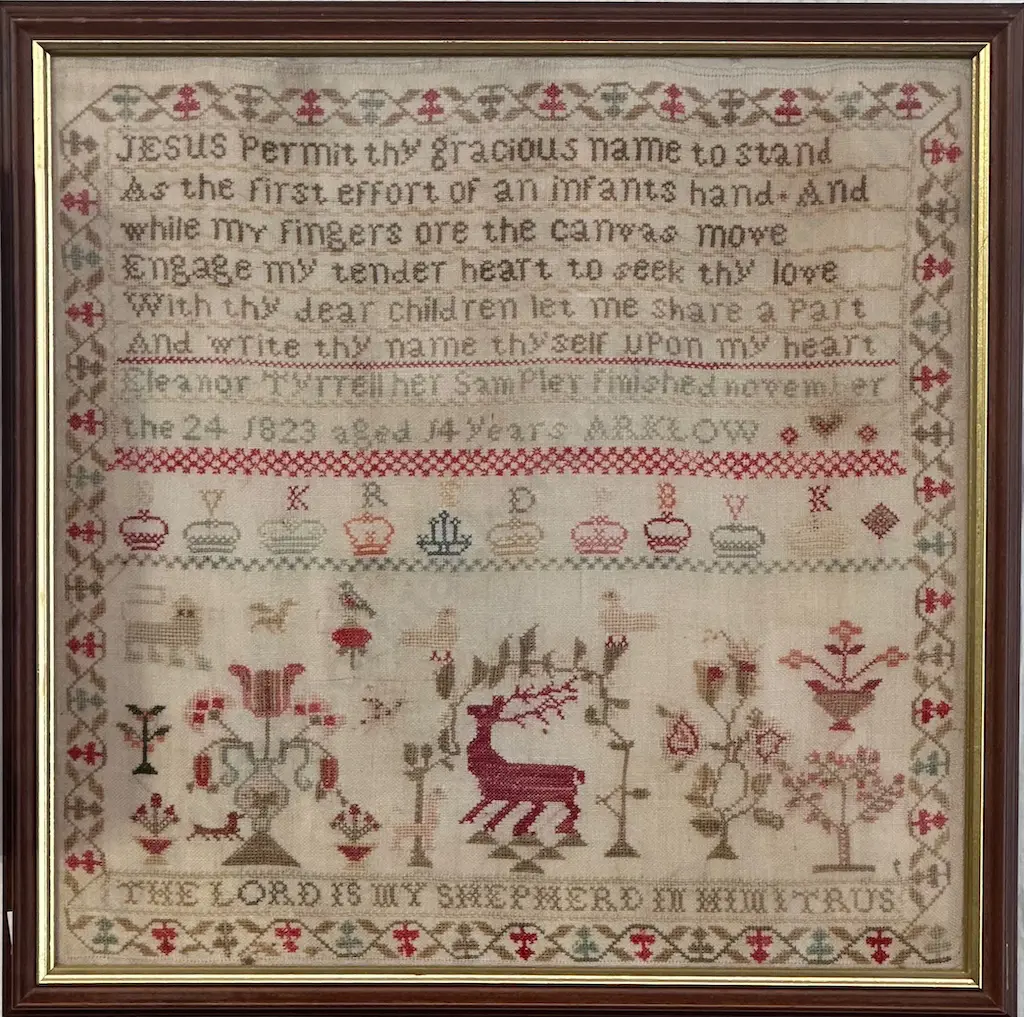 JESUS Permit thy gracious name to stand
As the first effort of an infants hand And
while my fingers ore the canvas move
Engage my tender heart to seek thy love
With thy dear children let me share a Part
And write thy name thyself upon my heart
Eleanor Tyrrell her SamPler finished november
the 24 1823 aged 14 Years ARKLOW
V K R D B V K
THE LORD IS MY SHEPHERD IN HIM I TRUS